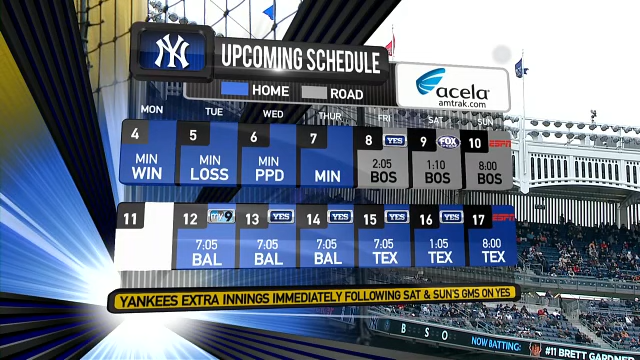 NY
UPCOMING SCHEDULE
HOME ROAD
acela
amtrak.com
MON TUE WED THUR FRI SAT SUN
4 5 6 7 8 YES 9 FOX 10 ESPN
MIN MIN MIN MIN 2:05 1:10 8:00
WIN LOSS PPD BOS BOS BOS
11 12 my9 13 YES 14 YES 15 YES 16 YES 17 ESPN
7:05 7:05 7:05 7:05 1:05 8:00
BAL BAL BAL TEX TEX TEX
YANKEES EXTRA INNINGS IMMEDIATELY FOLLOWING SAT & SUN'S GMS ON YES
B S O NOW BATTING: #11 BRETT GARDNER